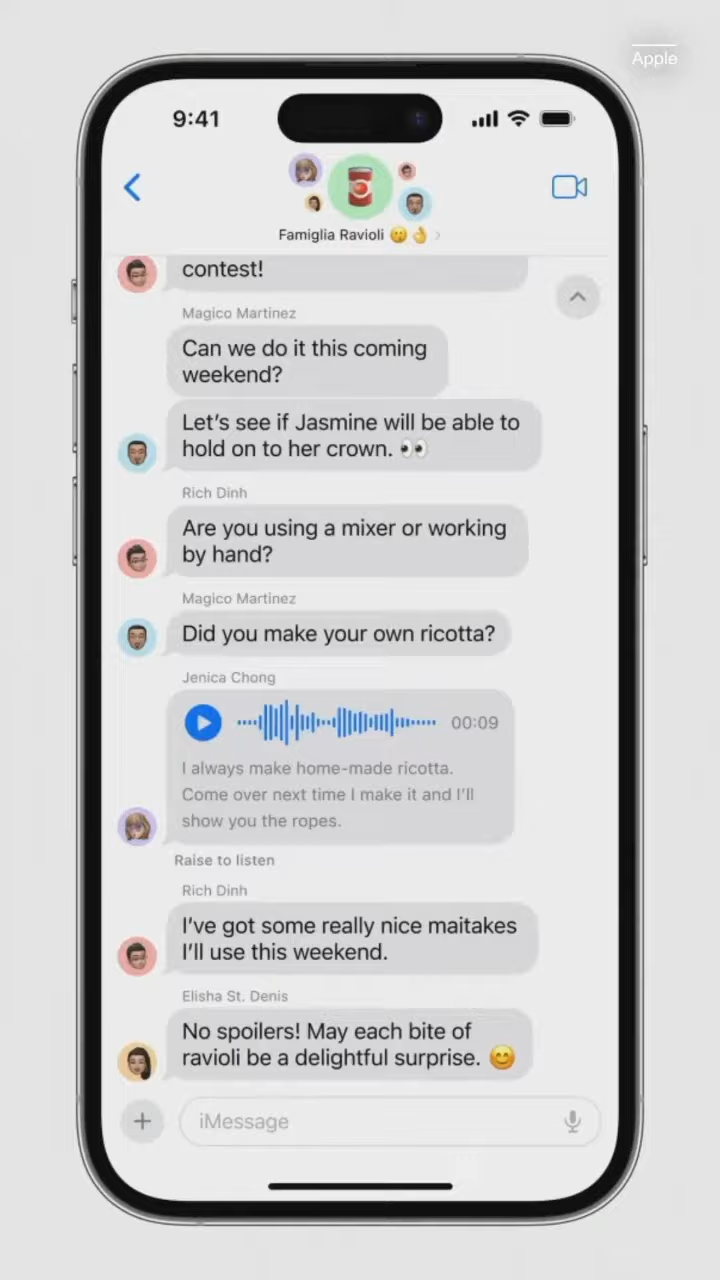 Apple
9:41
Famiglia Ravioli 🫢👌 >
contest!
Magico Martinez
Can we do it this coming
weekend?
Let's see if Jasmine will be able to
hold on to her crown. 👀
Rich Dinh
Are you using a mixer or working
by hand?
Magico Martinez
Did you make your own ricotta?
Jenica Chong
00:09
I always make home-made ricotta.
Come over next time I make it and I'll
show you the ropes.
Raise to listen
Rich Dinh
I've got some really nice maitakes
I'll use this weekend.
Elisha St. Denis
No spoilers! May each bite of
ravioli be a delightful surprise. 😊
iMessage